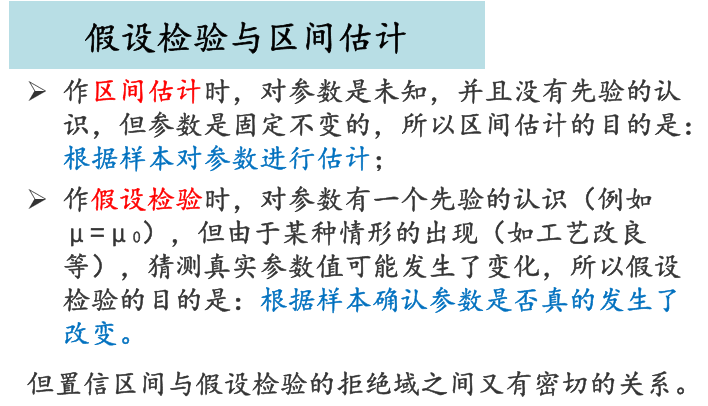 假设检验与区间估计
➢ 作区间估计时，对参数是未知，并且没有先验的认
识，但参数是固定不变的，所以区间估计的目的是：
根据样本对参数进行估计；
➢ 作假设检验时，对参数有一个先验的认识（例如
μ=μ₀），但由于某种情形的出现（如工艺改良
等），猜测真实参数值可能发生了变化，所以假设
检验的目的是：根据样本确认参数是否真的发生了
改变。
但置信区间与假设检验的拒绝域之间又有密切的关系。